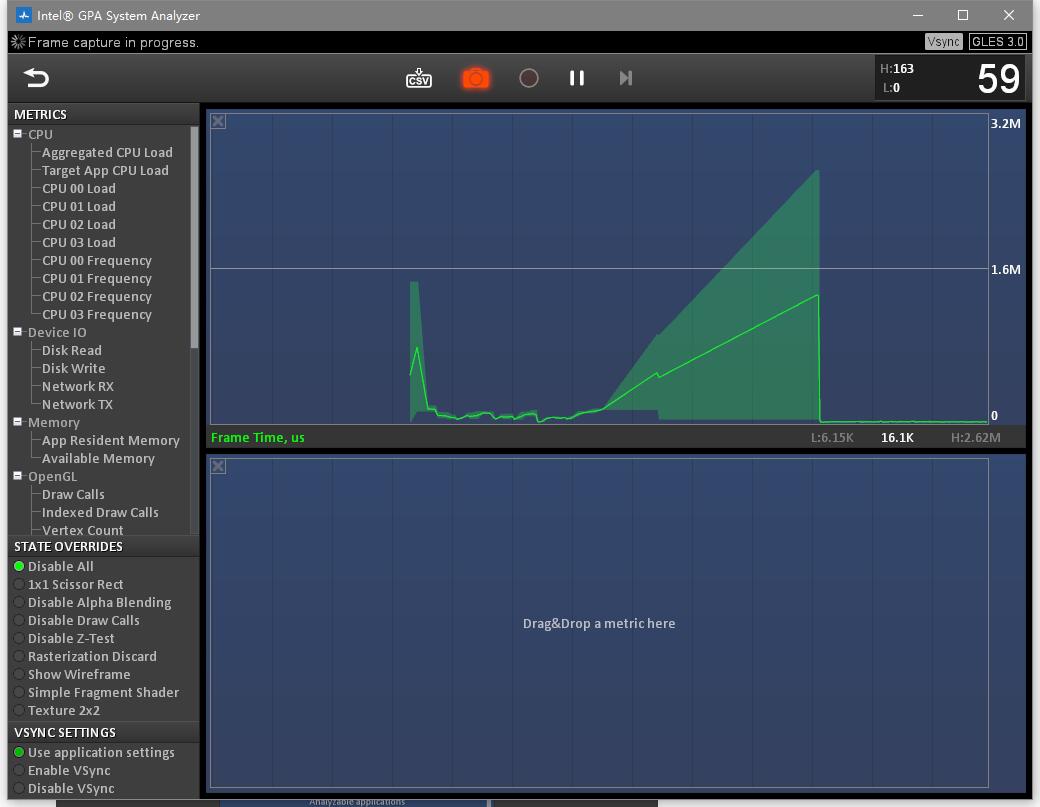 Intel® GPA System Analyzer
Frame capture in progress.
Vsync
GLES 3.0
CSV
H:163
L:0
59
METRICS
CPU
Aggregated CPU Load
Target App CPU Load
CPU 00 Load
CPU 01 Load
CPU 02 Load
CPU 03 Load
CPU 00 Frequency
CPU 01 Frequency
CPU 02 Frequency
CPU 03 Frequency
Device IO
Disk Read
Disk Write
Network RX
Network TX
Memory
App Resident Memory
Available Memory
OpenGL
Draw Calls
Indexed Draw Calls
Vertex Count
STATE OVERRIDES
Disable All
1x1 Scissor Rect
Disable Alpha Blending
Disable Draw Calls
Disable Z-Test
Rasterization Discard
Show Wireframe
Simple Fragment Shader
Texture 2x2
VSYNC SETTINGS
Use application settings
Enable VSync
Disable VSync
3.2M
1.6M
0
Frame Time, us
L:6.15K
16.1K
H:2.62M
Drag&Drop a metric here
Analyzable applications